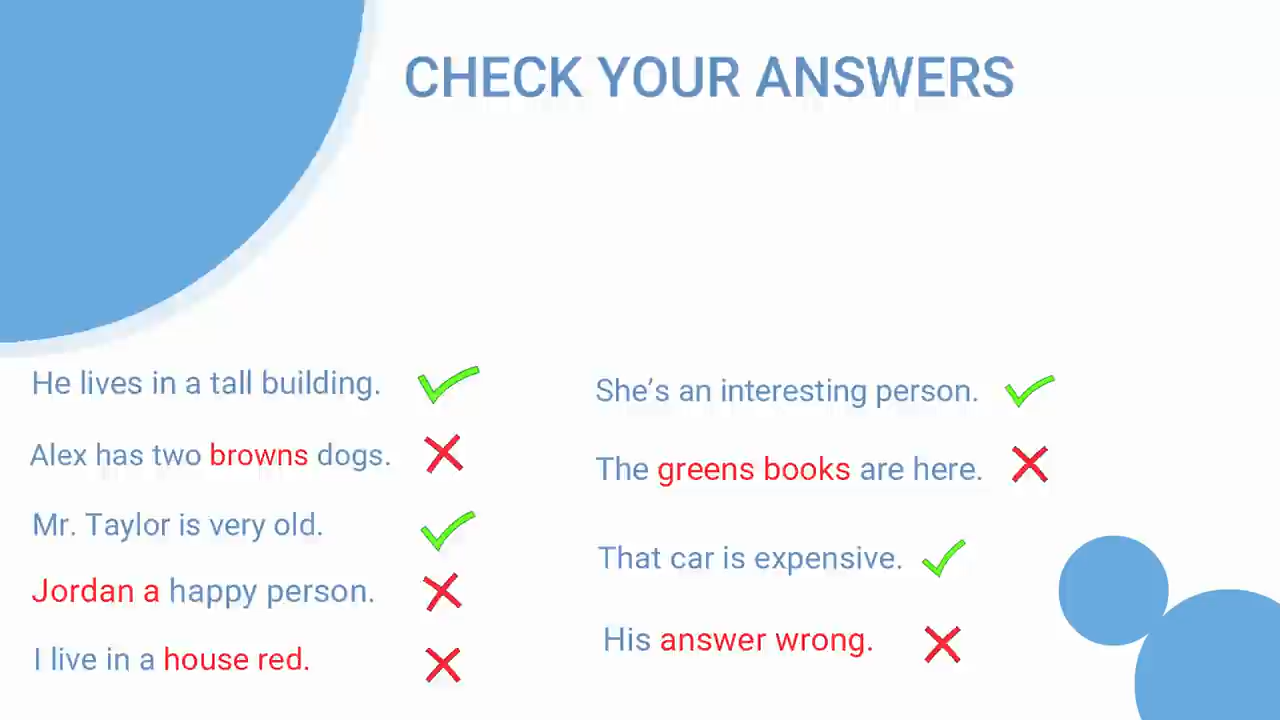 CHECK YOUR ANSWERS
He lives in a tall building.
Alex has two browns dogs.
Mr. Taylor is very old.
Jordan a happy person.
I live in a house red.
She's an interesting person.
The greens books are here.
That car is expensive.
His answer wrong.